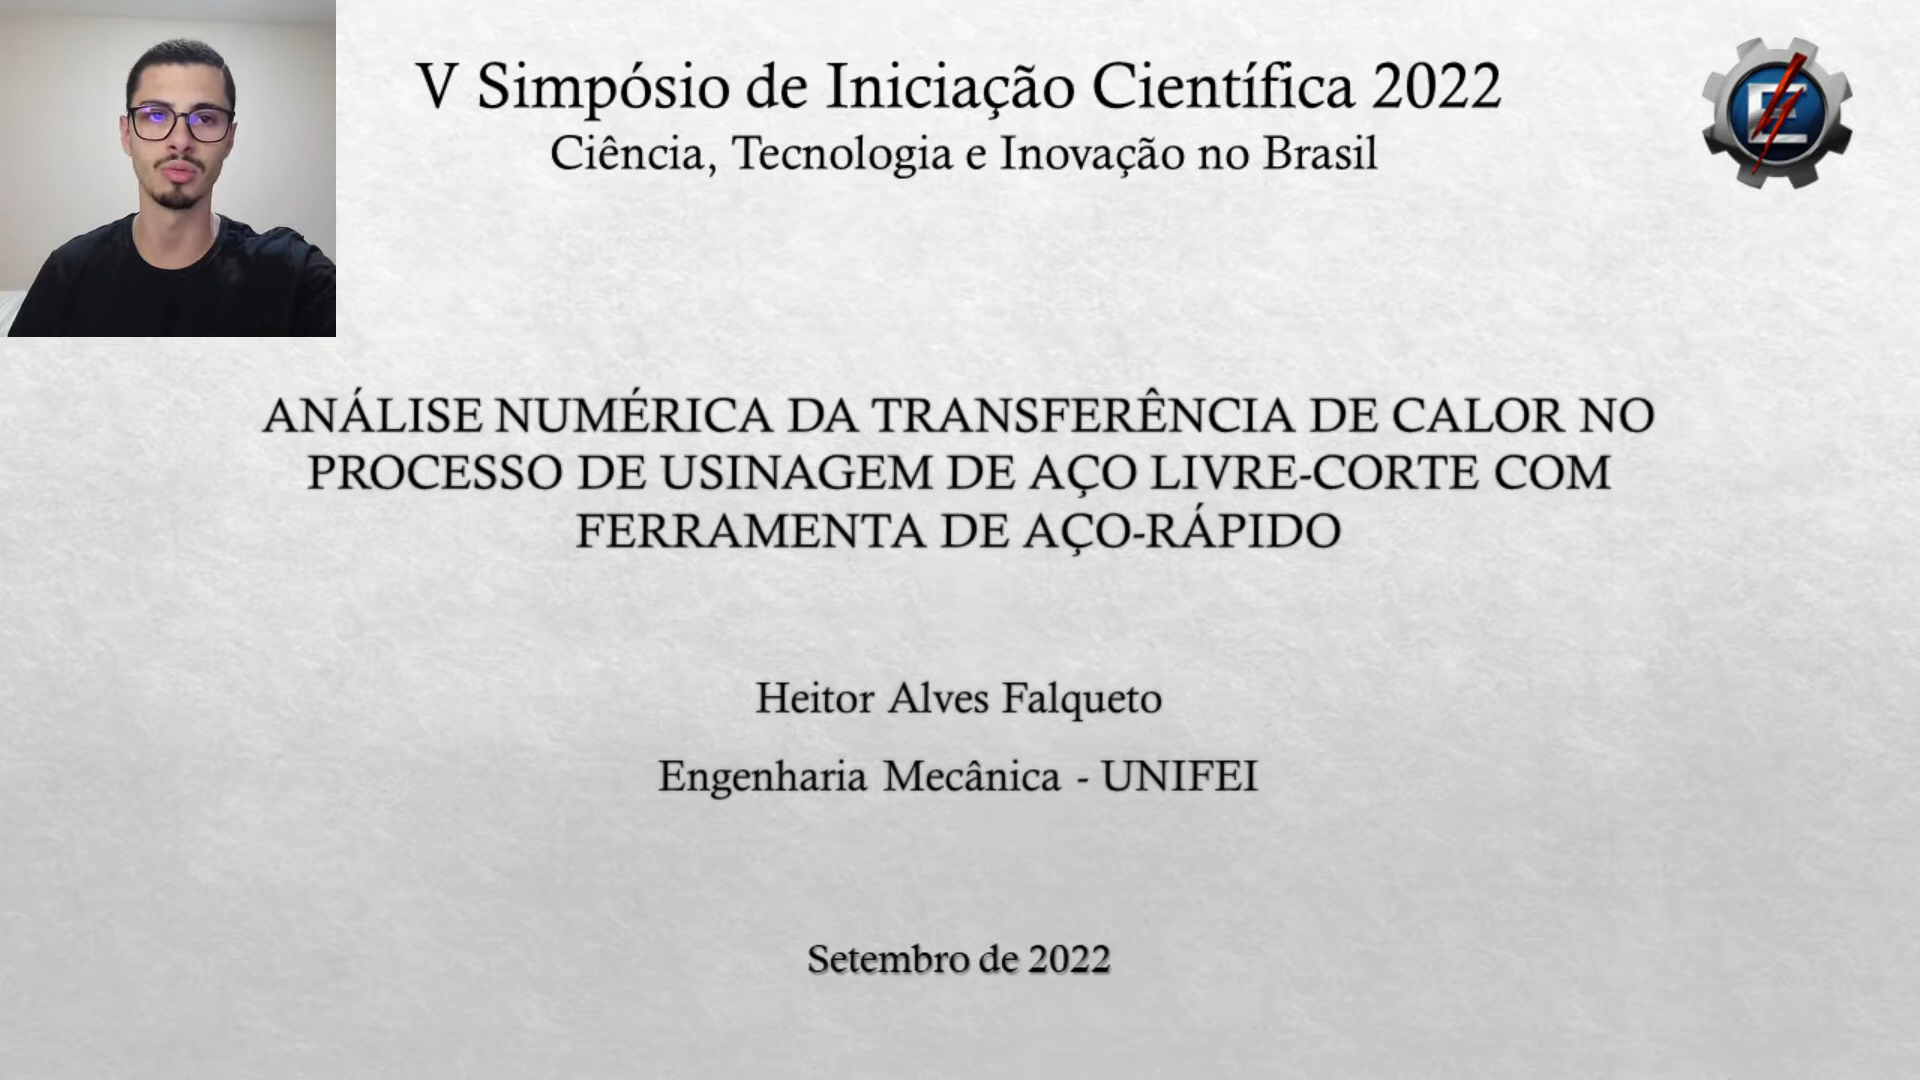 V Simpósio de Iniciação Científica 2022
Ciência, Tecnologia e Inovação no Brasil
ANÁLISE NUMÉRICA DA TRANSFERÊNCIA DE CALOR NO
PROCESSO DE USINAGEM DE AÇO LIVRE-CORTE COM
FERRAMENTA DE AÇO-RÁPIDO
Heitor Alves Falqueto
Engenharia Mecânica - UNIFEI
Setembro de 2022